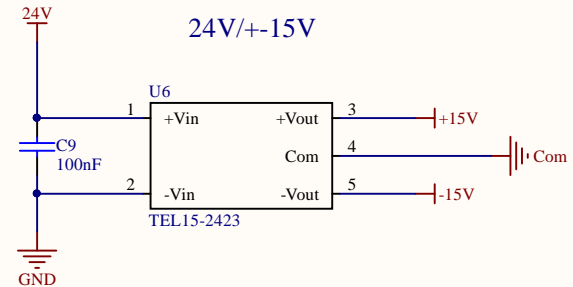 24V
24V/+-15V
U6
1
+Vin
+Vout
3
+15V
C9
100nF
Com
4
Com
2
-Vin
-Vout
5
-15V
TEL15-2423
GND